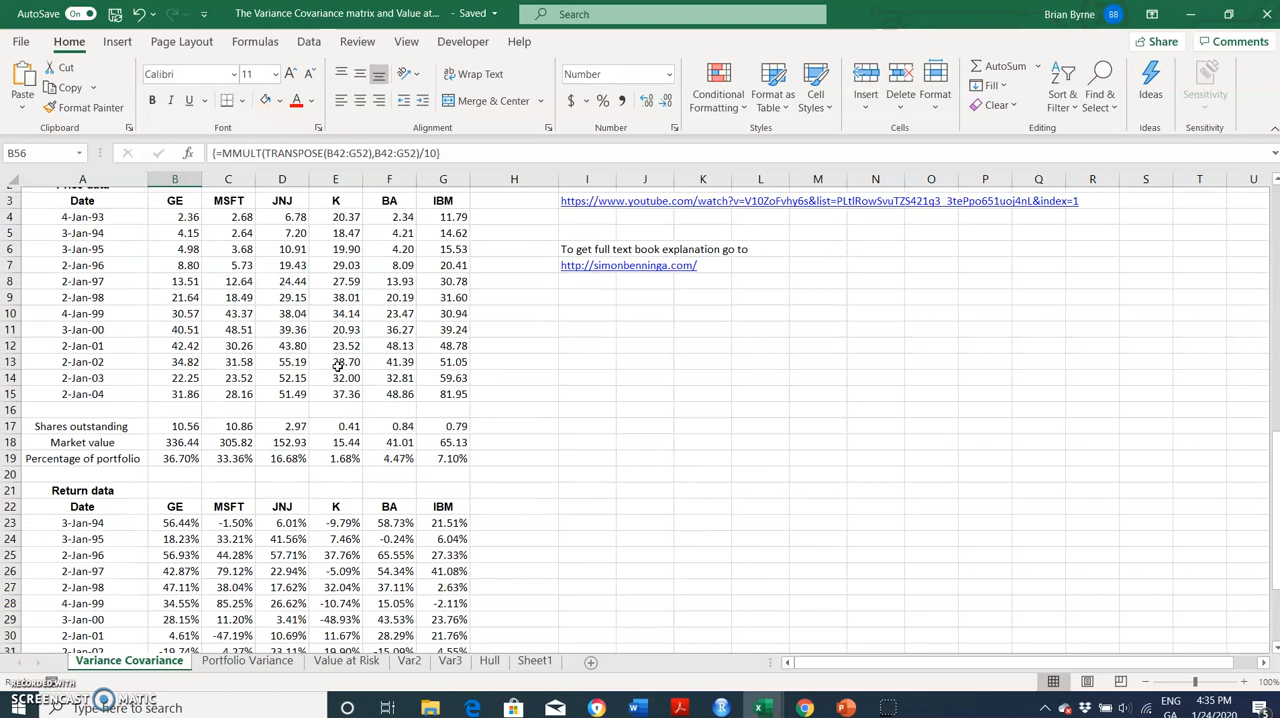 AutoSave On The Variance Covariance matrix and Value at... - Saved Search Brian Byrne BB
File Home Insert Page Layout Formulas Data Review View Developer Help Share Comments
Cut Calibri 11 Wrap Text Number AutoSum
Copy Fill
Paste Format Painter Merge & Center Clear
Conditional Formatting Format as Table Cell Styles Insert Delete Format Sort & Filter Find & Select Ideas Sensitivity
Clipboard Font Alignment Number Styles Cells Editing Ideas Sensitivity
B56 {=MMULT(TRANSPOSE(B42:G52),B42:G52)/10}
A B C D E F G H I J K L M N O P Q R S T U
3 Date GE MSFT JNJ K BA IBM https://www.youtube.com/watch?v=V10ZoFvhy6s&list=PLtlRowSvuTZS421q3_3tePpo651uoj4nL&index=1
4 4-Jan-93 2.36 2.68 6.78 20.37 2.34 11.79
5 3-Jan-94 4.15 2.64 7.20 18.47 4.21 14.62
6 3-Jan-95 4.98 3.68 10.91 19.90 4.20 15.53 To get full text book explanation go to
7 2-Jan-96 8.80 5.73 19.43 29.03 8.09 20.41 http://simonbenninga.com/
8 2-Jan-97 13.51 12.64 24.44 27.59 13.93 30.78
9 2-Jan-98 21.64 18.49 29.15 38.01 20.19 31.60
10 4-Jan-99 30.57 43.37 38.04 34.14 23.47 30.94
11 3-Jan-00 40.51 48.51 39.36 20.93 36.27 39.24
12 2-Jan-01 42.42 30.26 43.80 23.52 48.13 48.78
13 2-Jan-02 34.82 31.58 55.19 28.70 41.39 51.05
14 2-Jan-03 22.25 23.52 52.15 32.00 32.81 59.63
15 2-Jan-04 31.86 28.16 51.49 37.36 48.86 81.95
16
17 Shares outstanding 10.56 10.86 2.97 0.41 0.84 0.79
18 Market value 336.44 305.82 152.93 15.44 41.01 65.13
19 Percentage of portfolio 36.70% 33.36% 16.68% 1.68% 4.47% 7.10%
20
21 Return data
22 Date GE MSFT JNJ K BA IBM
23 3-Jan-94 56.44% -1.50% 6.01% -9.79% 58.73% 21.51%
24 3-Jan-95 18.23% 33.21% 41.56% 7.46% -0.24% 6.04%
25 2-Jan-96 56.93% 44.28% 57.71% 37.76% 65.55% 27.33%
26 2-Jan-97 42.87% 79.12% 22.94% -5.09% 54.34% 41.08%
27 2-Jan-98 47.11% 38.04% 17.62% 32.04% 37.11% 2.63%
28 4-Jan-99 34.55% 85.25% 26.62% -10.74% 15.05% -2.11%
29 3-Jan-00 28.15% 11.20% 3.41% -48.93% 43.53% 23.76%
30 2-Jan-01 4.61% -47.19% 10.69% 11.67% 28.29% 21.76%
Variance Covariance Portfolio Variance Value at Risk Var2 Var3 Hull Sheet1
RECORDED WITH
100%
SCREENCAST MATIC
Type here to search
ENG 4:35 PM
GA 1/24/2020